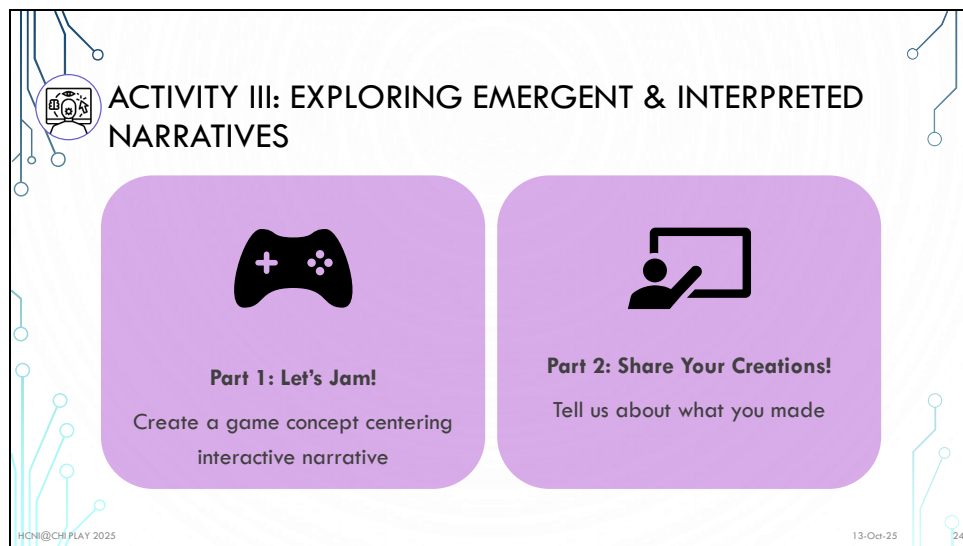 ACTIVITY III: EXPLORING EMERGENT & INTERPRETED
NARRATIVES
Part 1: Let's Jam!
Create a game concept centering
interactive narrative
Part 2: Share Your Creations!
Tell us about what you made
HCNI@CHI PLAY 2025
13-Oct-25
24